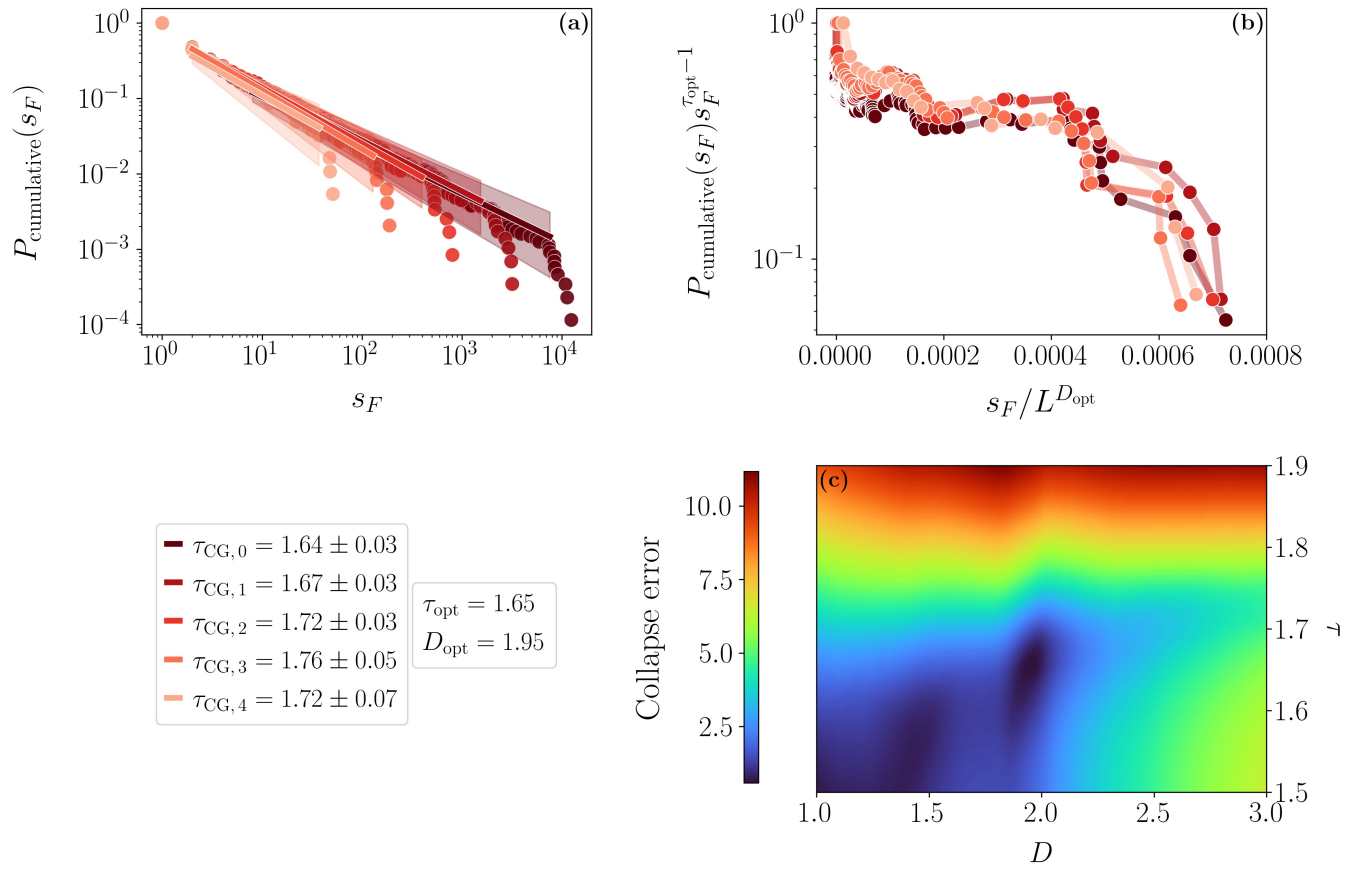 (a)
P_cumulative(s_F)
10^0
10^−1
10^−2
10^−3
10^−4
10^0 10^1 10^2 10^3 10^4
s_F
(b)
P_cumulative(s_F)s_F^{τ_opt−1}
10^0
10^−1
0.0000 0.0002 0.0004 0.0006 0.0008
s_F/L^{D_opt}
τ_CG, 0 = 1.64 ± 0.03
τ_CG, 1 = 1.67 ± 0.03
τ_CG, 2 = 1.72 ± 0.03
τ_CG, 3 = 1.76 ± 0.05
τ_CG, 4 = 1.72 ± 0.07
τ_opt = 1.65
D_opt = 1.95
Collapse error
10.0
7.5
5.0
2.5
(c)
1.9
1.8
1.7
1.6
1.5
τ
1.0 1.5 2.0 2.5 3.0
D